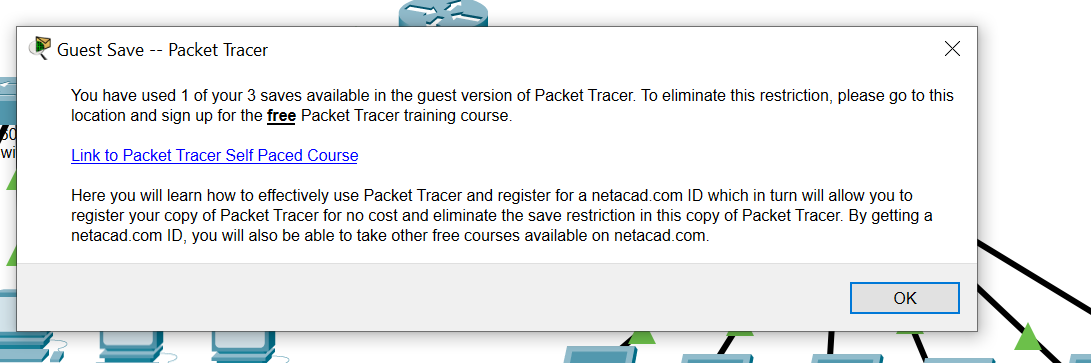 Guest Save -- Packet Tracer
You have used 1 of your 3 saves available in the guest version of Packet Tracer. To eliminate this restriction, please go to this
location and sign up for the free Packet Tracer training course.
Link to Packet Tracer Self Paced Course
Here you will learn how to effectively use Packet Tracer and register for a netacad.com ID which in turn will allow you to
register your copy of Packet Tracer for no cost and eliminate the save restriction in this copy of Packet Tracer. By getting a
netacad.com ID, you will also be able to take other free courses available on netacad.com.
OK